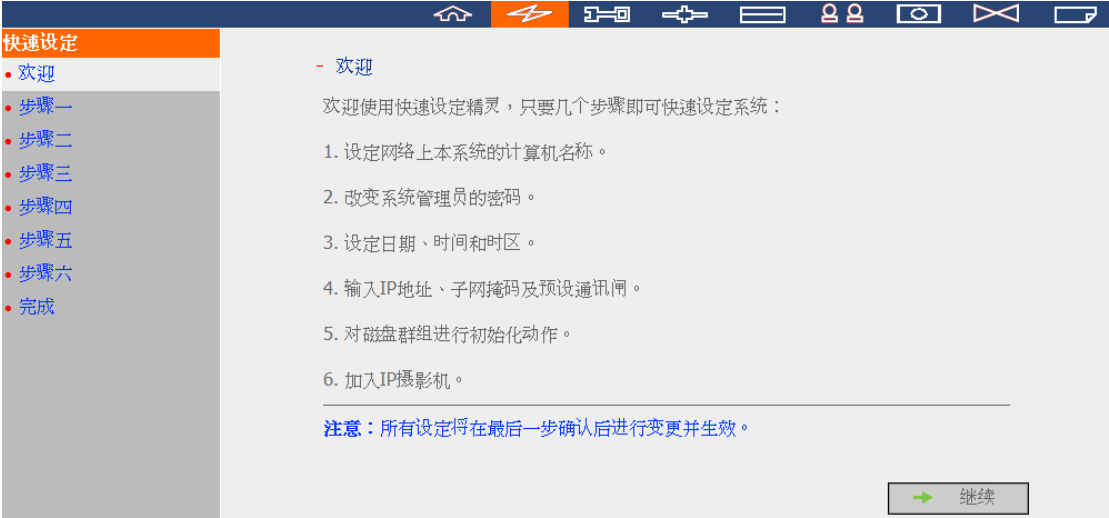 快速设定
欢迎
步骤一
步骤二
步骤三
步骤四
步骤五
步骤六
完成
- 欢迎
欢迎使用快速设定精灵，只要几个步骤即可快速设定系统：
1. 设定网络上本系统的计算机名称。
2. 改变系统管理员的密码。
3. 设定日期、时间和时区。
4. 输入IP地址、子网掩码及预设通讯闸。
5. 对磁盘群组进行初始化动作。
6. 加入IP摄影机。
注意：所有设定将在最后一步确认后进行变更并生效。
继续